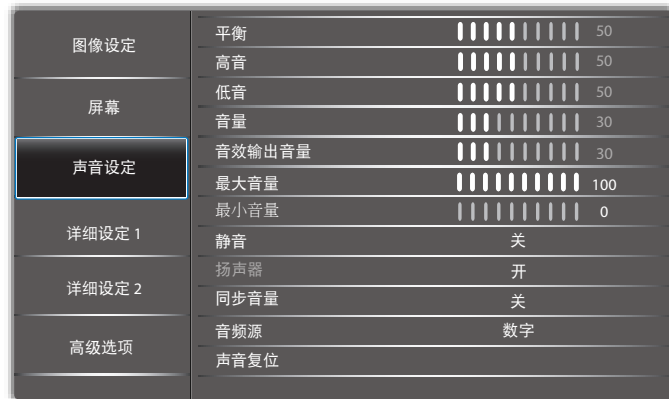 图像设定
屏幕
声音设定
详细设定 1
详细设定 2
高级选项
平衡 50
高音 50
低音 50
音量 30
音效输出音量 30
最大音量 100
最小音量 0
静音 关
扬声器 开
同步音量 关
音频源 数字
声音复位